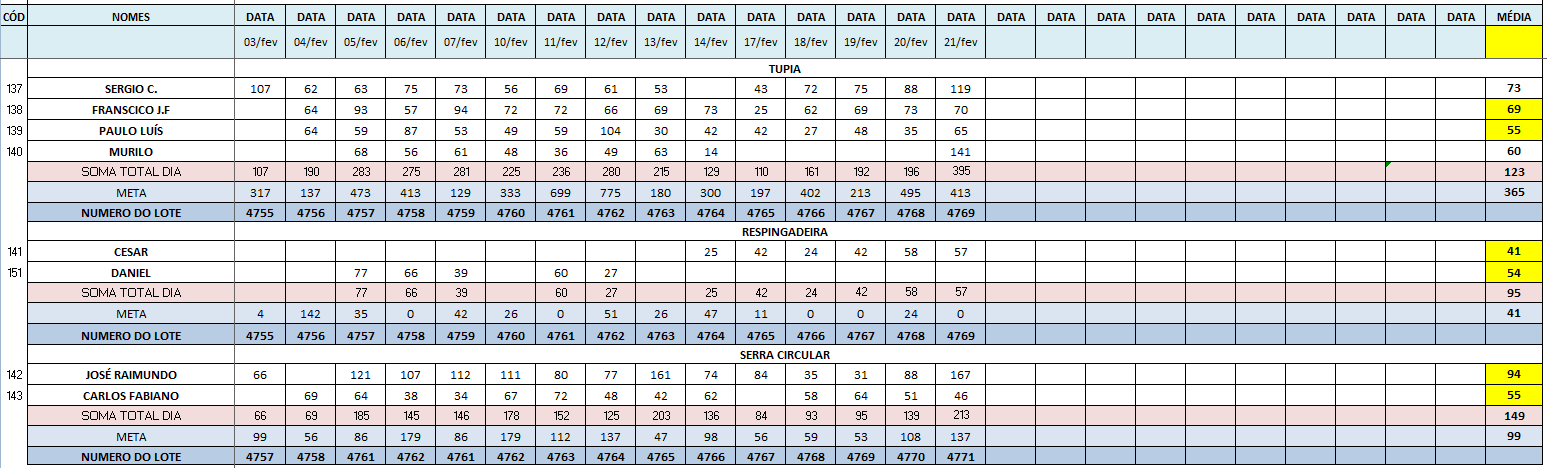 CÓD NOMES DATA DATA DATA DATA DATA DATA DATA DATA DATA DATA DATA DATA DATA DATA DATA DATA DATA DATA DATA DATA DATA DATA DATA DATA DATA MÉDIA
03/fev 04/fev 05/fev 06/fev 07/fev 10/fev 11/fev 12/fev 13/fev 14/fev 17/fev 18/fev 19/fev 20/fev 21/fev
TUPIA
137 SERGIO C. 107 62 63 75 73 56 69 61 53 43 72 75 88 119 73
138 FRANSCICO J.F 64 93 57 94 72 72 66 69 73 25 62 69 73 70 69
139 PAULO LUÍS 64 59 87 53 49 59 104 30 42 42 27 48 35 65 55
140 MURILO 68 56 61 48 36 49 63 14 141 60
SOMA TOTAL DIA 107 190 283 275 281 225 236 280 215 129 110 161 192 196 395 123
META 317 137 473 413 129 333 699 775 180 300 197 402 213 495 413 365
NUMERO DO LOTE 4755 4756 4757 4758 4759 4760 4761 4762 4763 4764 4765 4766 4767 4768 4769
RESPINGADEIRA
141 CESAR 25 42 24 42 58 57 41
151 DANIEL 77 66 39 60 27 54
SOMA TOTAL DIA 77 66 39 60 27 25 42 24 42 58 57 95
META 4 142 35 0 42 26 0 51 26 47 11 0 0 24 0 41
NUMERO DO LOTE 4755 4756 4757 4758 4759 4760 4761 4762 4763 4764 4765 4766 4767 4768 4769
SERRA CIRCULAR
142 JOSÉ RAIMUNDO 66 121 107 112 111 80 77 161 74 84 35 31 88 167 94
143 CARLOS FABIANO 69 64 38 34 67 72 48 42 62 58 64 51 46 55
SOMA TOTAL DIA 66 69 185 145 146 178 152 125 203 136 84 93 95 139 213 149
META 99 56 86 179 86 179 112 137 47 98 56 59 53 108 137 99
NUMERO DO LOTE 4757 4758 4761 4762 4761 4762 4763 4764 4765 4766 4767 4768 4769 4770 4771